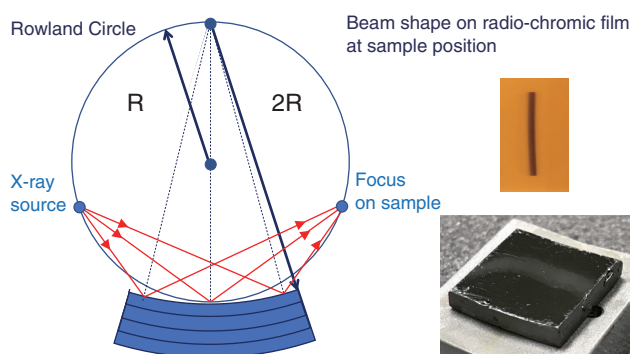 Rowland Circle
R
2R
X-ray
source
Focus
on sample
Beam shape on radio-chromic film
at sample position